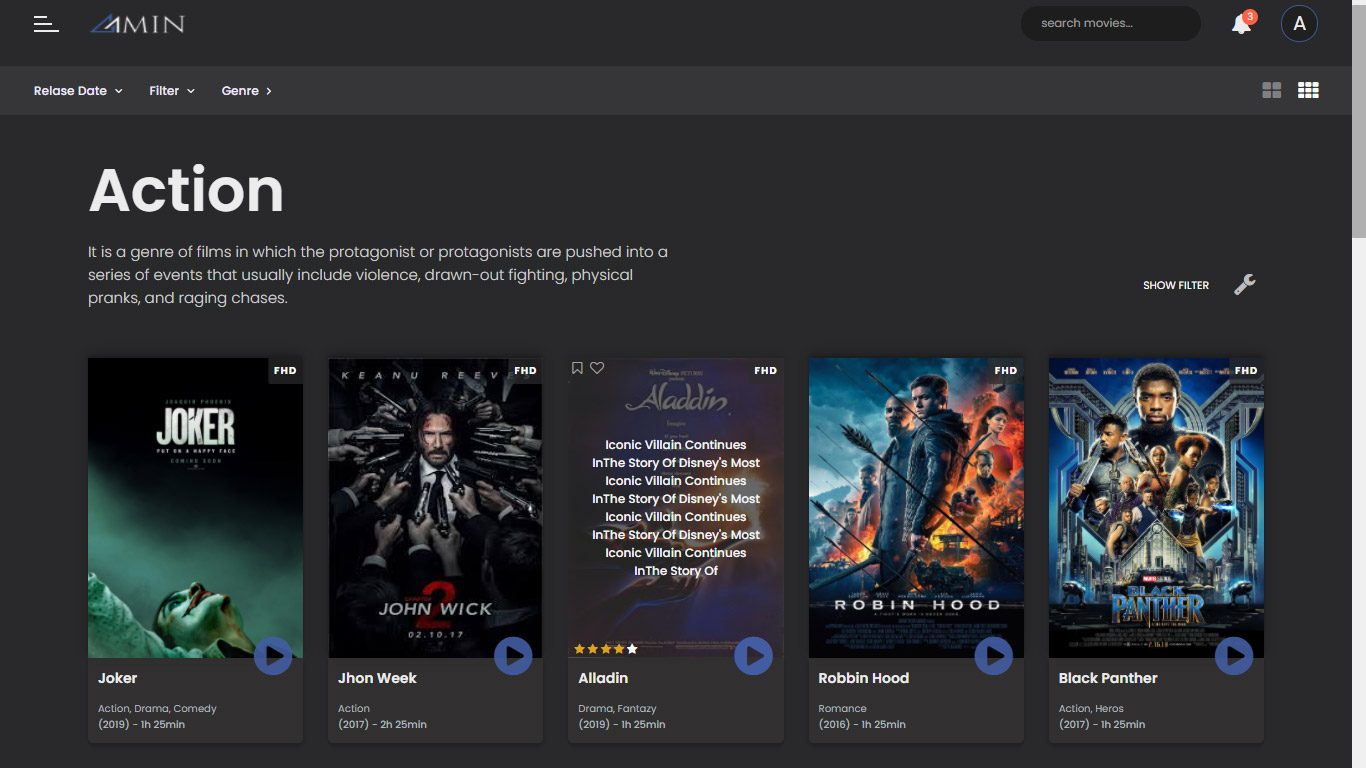 AMIN
search movies...
3
A
Relase Date
Filter
Genre
Action
It is a genre of films in which the protagonist or protagonists are pushed into a
series of events that usually include violence, drawn-out fighting, physical
pranks, and raging chases.
SHOW FILTER
FHD
JOAQUIN PHOENIX
JOKER
PUT ON A HAPPY FACE
COMING SOON
Joker
Action, Drama, Comedy
(2019) - 1h 25min
KEANU REEVES
FHD
2
JOHN WICK
02.10.17
Jhon Week
Action
(2017) - 2h 25min
FHD
Walt Disney PICTURES
Aladdin
Iconic Villain Continues
InThe Story Of Disney's Most
Iconic Villain Continues
InThe Story Of Disney's Most
Iconic Villain Continues
InThe Story Of Disney's Most
Iconic Villain Continues
InThe Story Of
Alladin
Drama, Fantazy
(2019) - 1h 25min
FHD
ROBIN HOOD
Robbin Hood
Romance
(2016) - 1h 25min
FHD
BLACK
PANTHER
2.16.18
Black Panther
Action, Heros
(2017) - 1h 25min